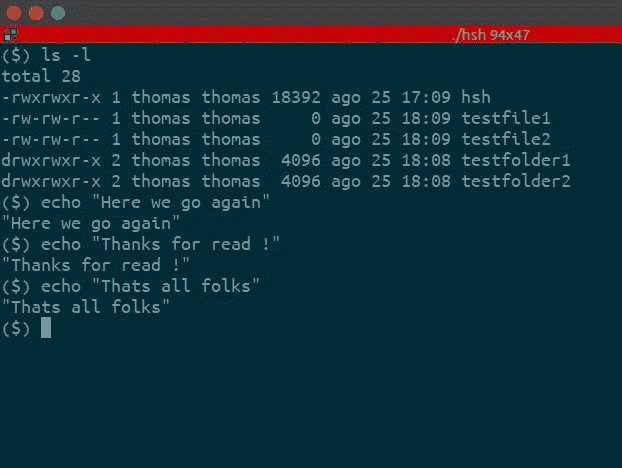 ./hsh 94x47
($) ls -l
total 28
-rwxrwxr-x 1 thomas thomas 18392 ago 25 17:09 hsh
-rw-rw-r-- 1 thomas thomas     0 ago 25 18:09 testfile1
-rw-rw-r-- 1 thomas thomas     0 ago 25 18:09 testfile2
drwxrwxr-x 2 thomas thomas  4096 ago 25 18:08 testfolder1
drwxrwxr-x 2 thomas thomas  4096 ago 25 18:08 testfolder2
($) echo "Here we go again"
"Here we go again"
($) echo "Thanks for read !"
"Thanks for read !"
($) echo "Thats all folks"
"Thats all folks"
($)